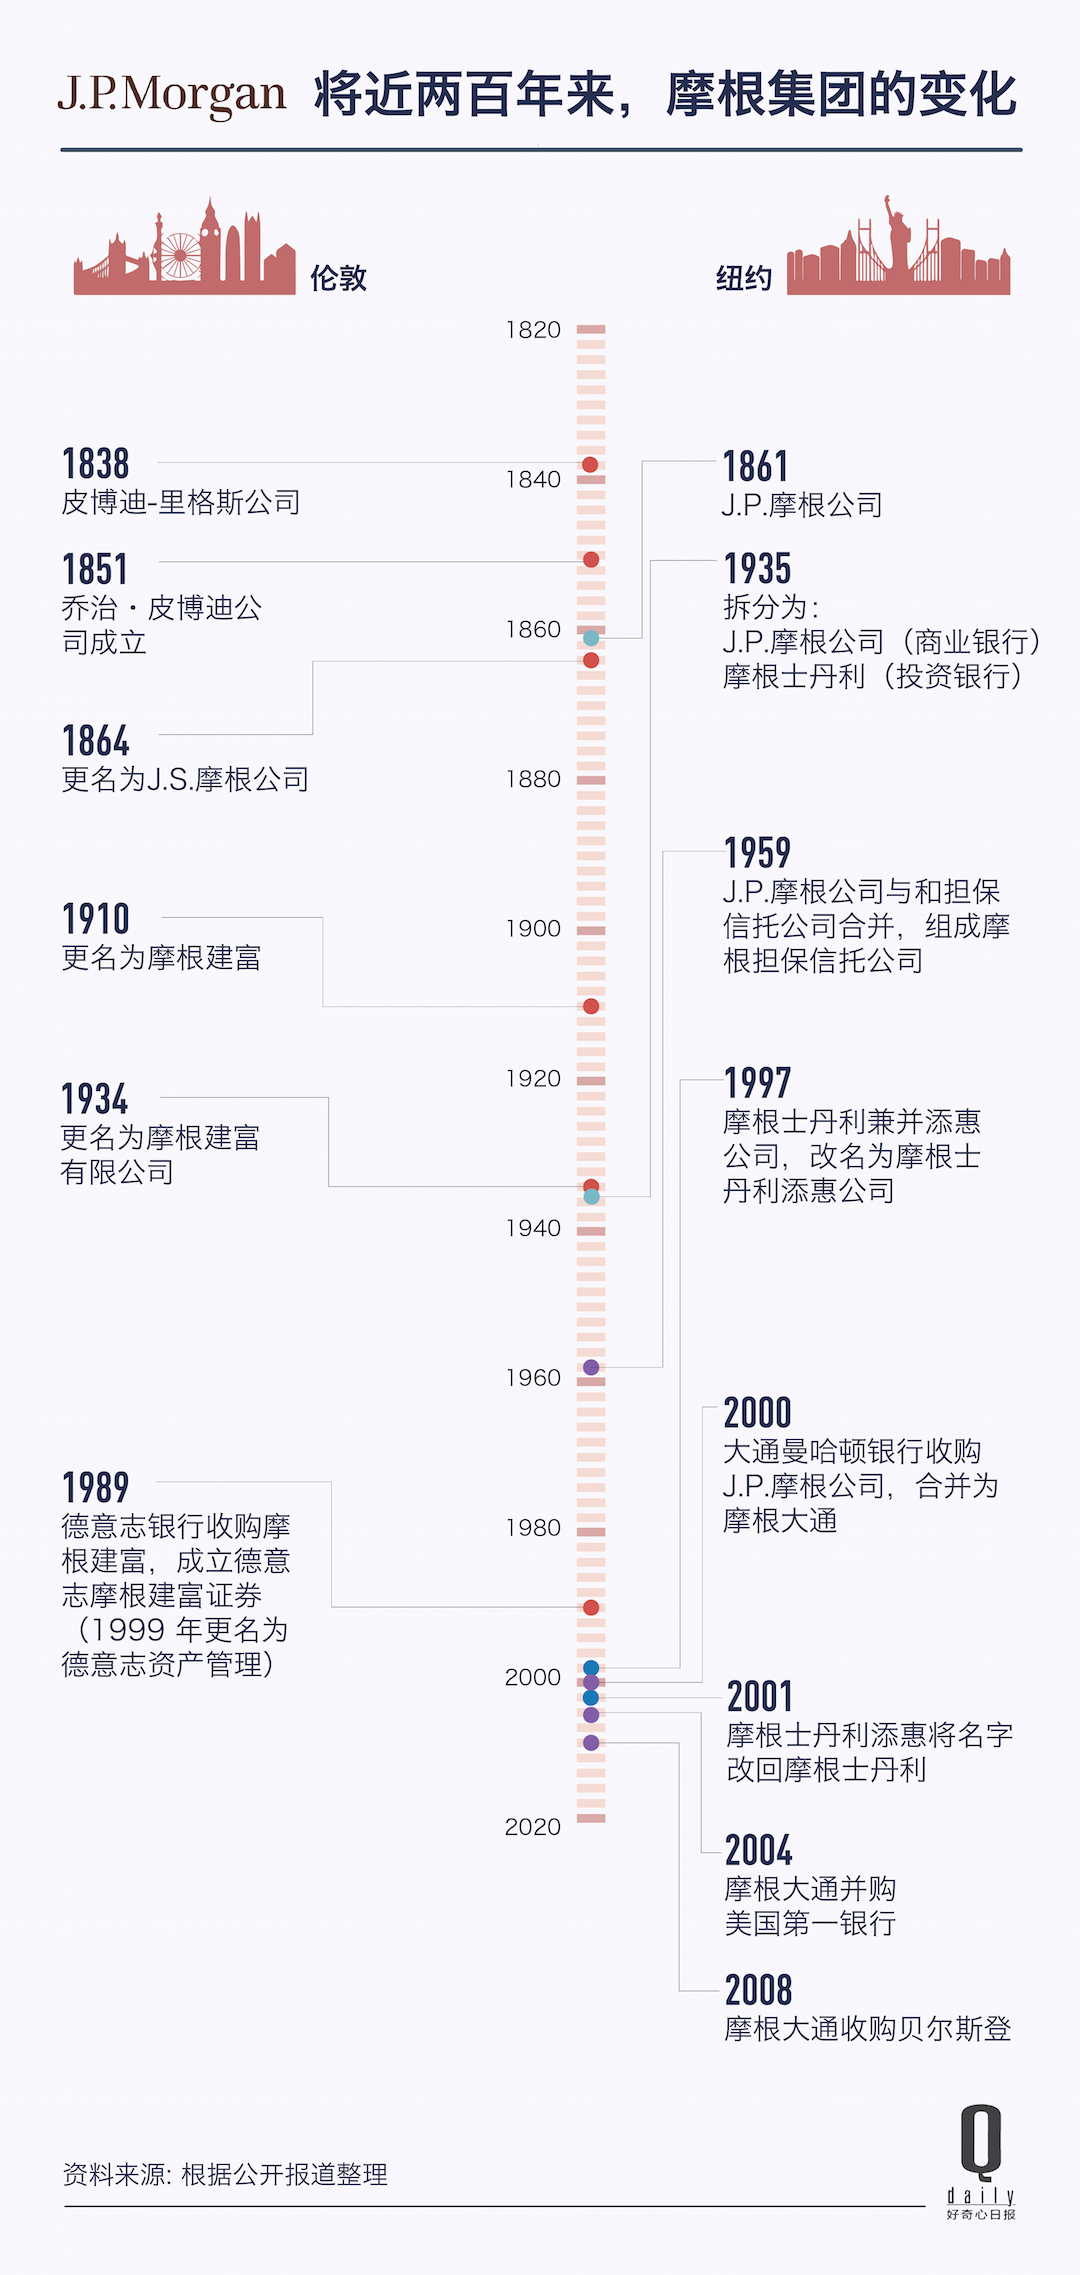 J.P.Morgan 将近两百年来，摩根集团的变化
伦敦
纽约
1820
1840
1860
1880
1900
1920
1940
1960
1980
2000
2020
1838
皮博迪-里格斯公司
1851
乔治・皮博迪公
司成立
1864
更名为J.S.摩根公司
1910
更名为摩根建富
1934
更名为摩根建富
有限公司
1989
德意志银行收购摩
根建富，成立德意
志摩根建富证券
（1999 年更名为
德意志资产管理）
1861
J.P.摩根公司
1935
拆分为：
J.P.摩根公司（商业银行）
摩根士丹利（投资银行）
1959
J.P.摩根公司与和担保
信托公司合并，组成摩
根担保信托公司
1997
摩根士丹利兼并添惠
公司，改名为摩根士
丹利添惠公司
2000
大通曼哈顿银行收购
J.P.摩根公司，合并为
摩根大通
2001
摩根士丹利添惠将名字
改回摩根士丹利
2004
摩根大通并购
美国第一银行
2008
摩根大通收购贝尔斯登
资料来源: 根据公开报道整理
Q
daily
好奇心日报